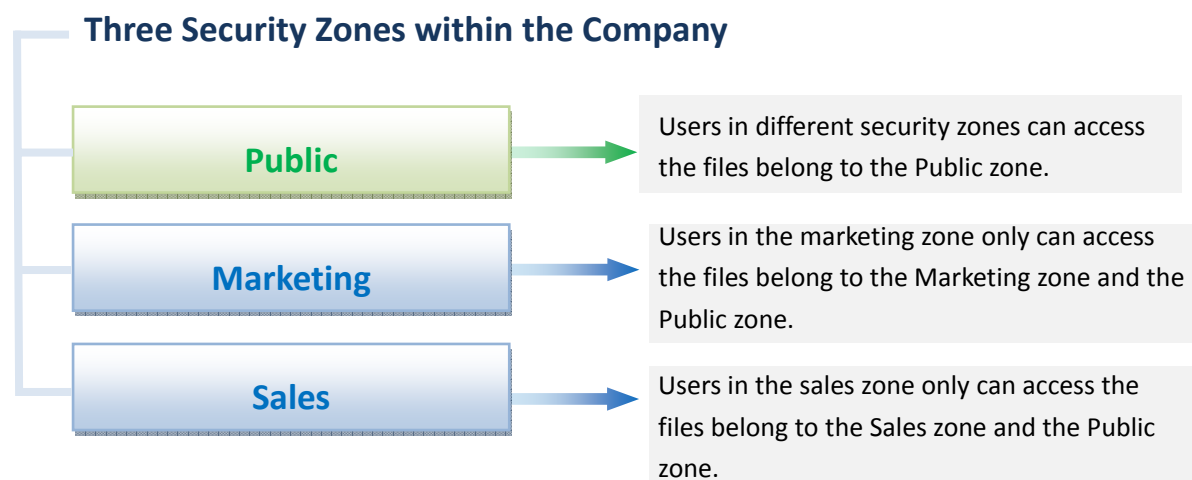 Three Security Zones within the Company
Public
Users in different security zones can access
the files belong to the Public zone.
Marketing
Users in the marketing zone only can access
the files belong to the Marketing zone and the
Public zone.
Sales
Users in the sales zone only can access the
files belong to the Sales zone and the Public
zone.